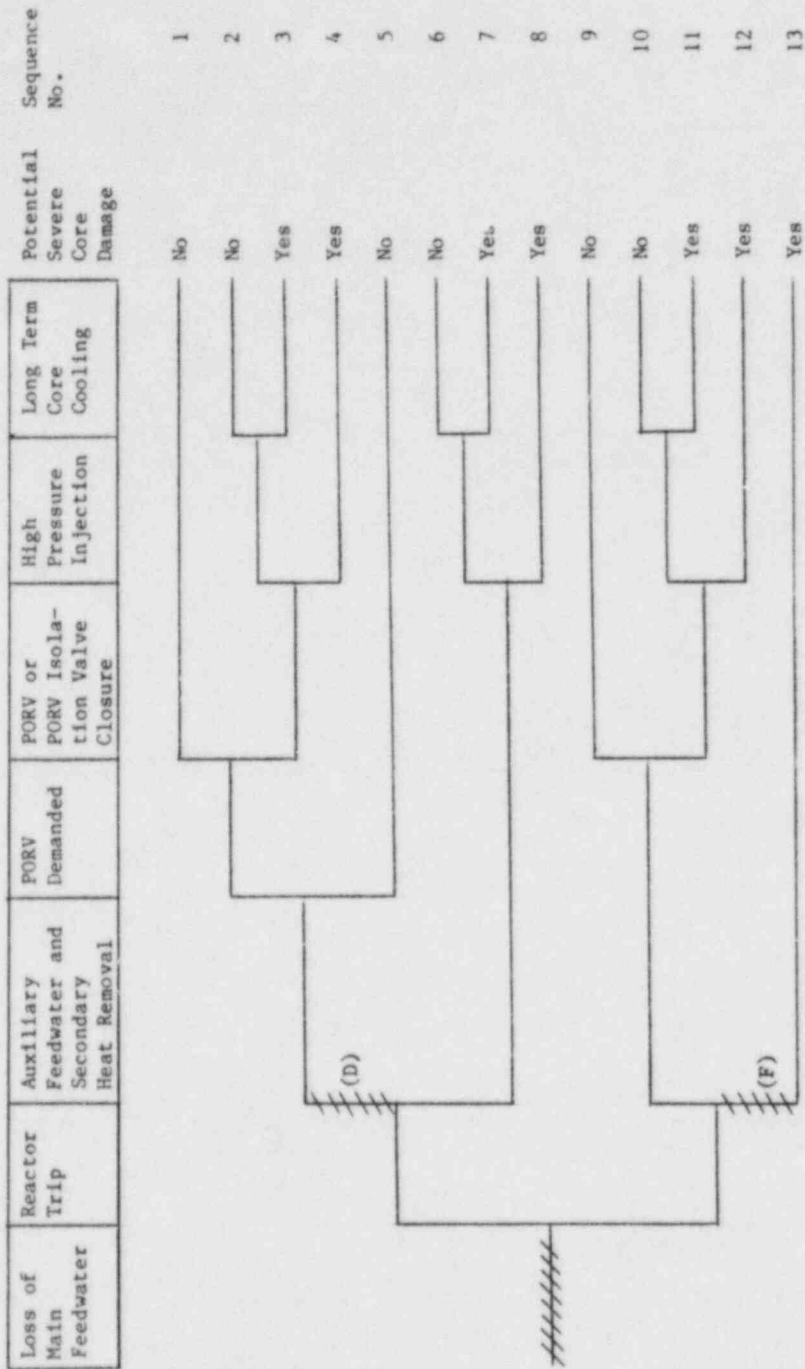 Loss of
Main
Feedwater
Reactor
Trip
Auxiliary
Feedwater and
Secondary
Heat Removal
PORV
Demanded
PORV or
PORV Isola-
tion Valve
Closure
High
Pressure
Injection
Long Term
Core
Cooling
Potential
Severe
Core
Damage
Sequence
No.
No 1
No 2
Yes 3
Yes 4
No 5
No 6
Yes 7
Yes 8
No 9
No 10
Yes 11
Yes 12
Yes 13
(D)
(F)